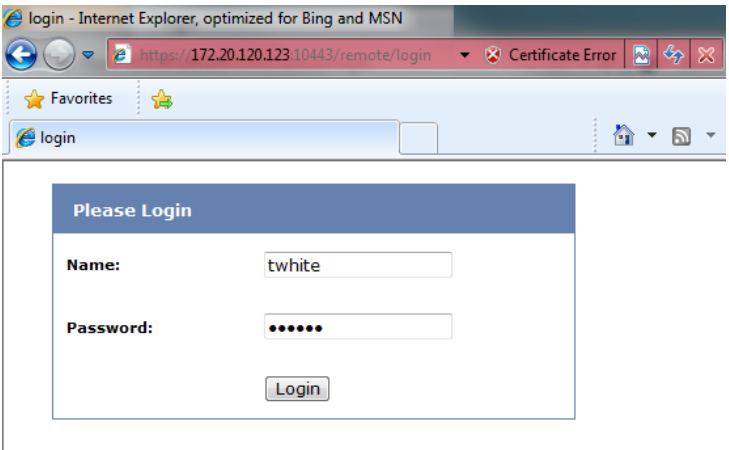 login - Internet Explorer, optimized for Bing and MSN
https://172.20.120.123:10443/remote/login Certificate Error
Favorites
login
Please Login
Name: twhite
Password: ••••••
Login